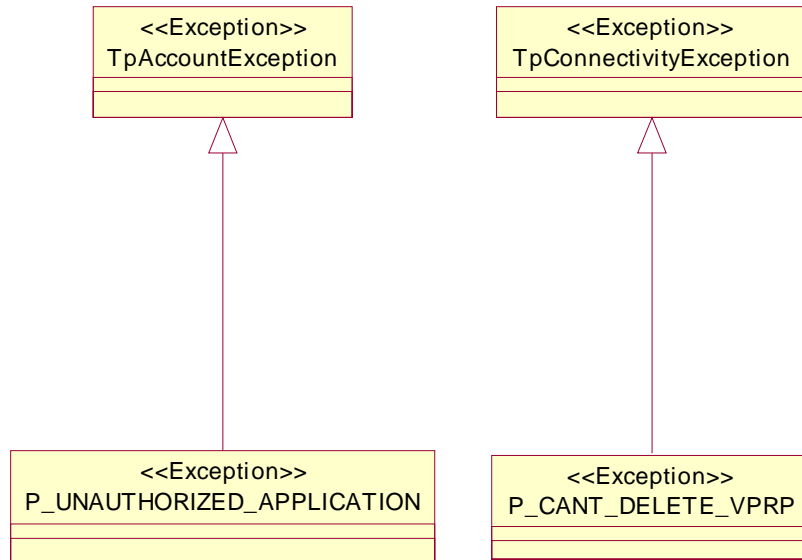 <<Exception>>
TpAccountException
<<Exception>>
TpConnectivityException
<<Exception>>
P_UNAUTHORIZED_APPLICATION
<<Exception>>
P_CANT_DELETE_VPRP